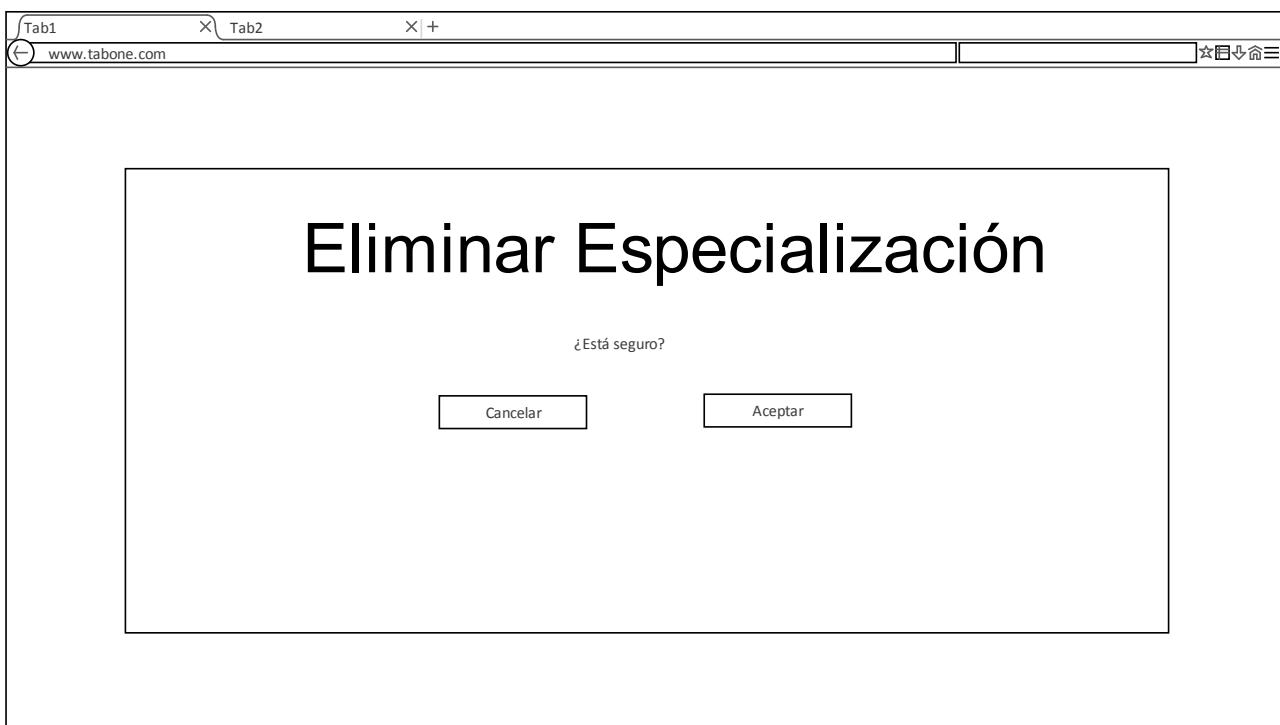 Tab1 Tab2
www.tabone.com
Eliminar Especialización
¿Está seguro?
Cancelar Aceptar